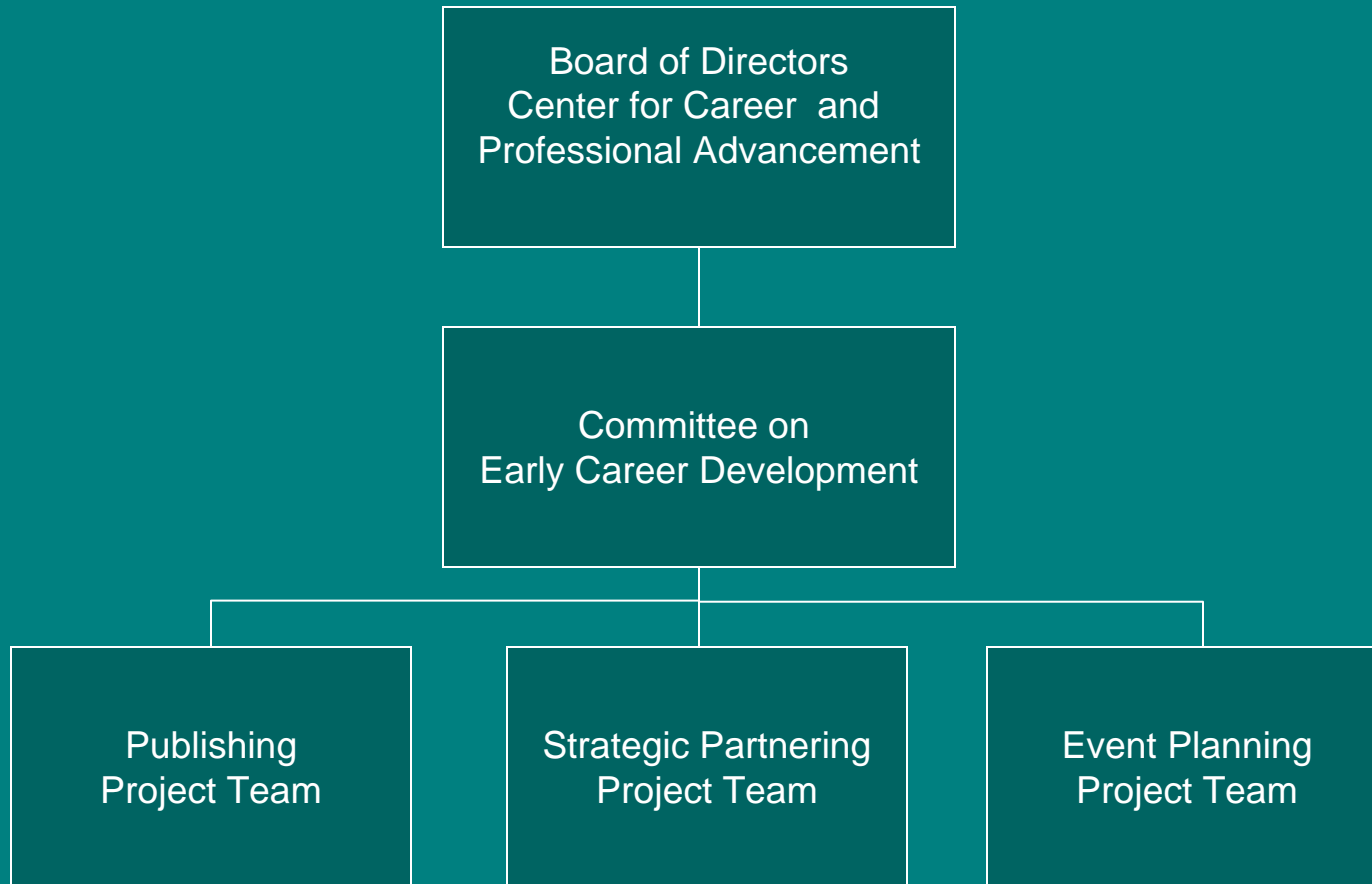 Board of Directors
Center for Career  and
Professional Advancement
Committee on
Early Career Development
Publishing
Project Team
Strategic Partnering
Project Team
Event Planning
Project Team